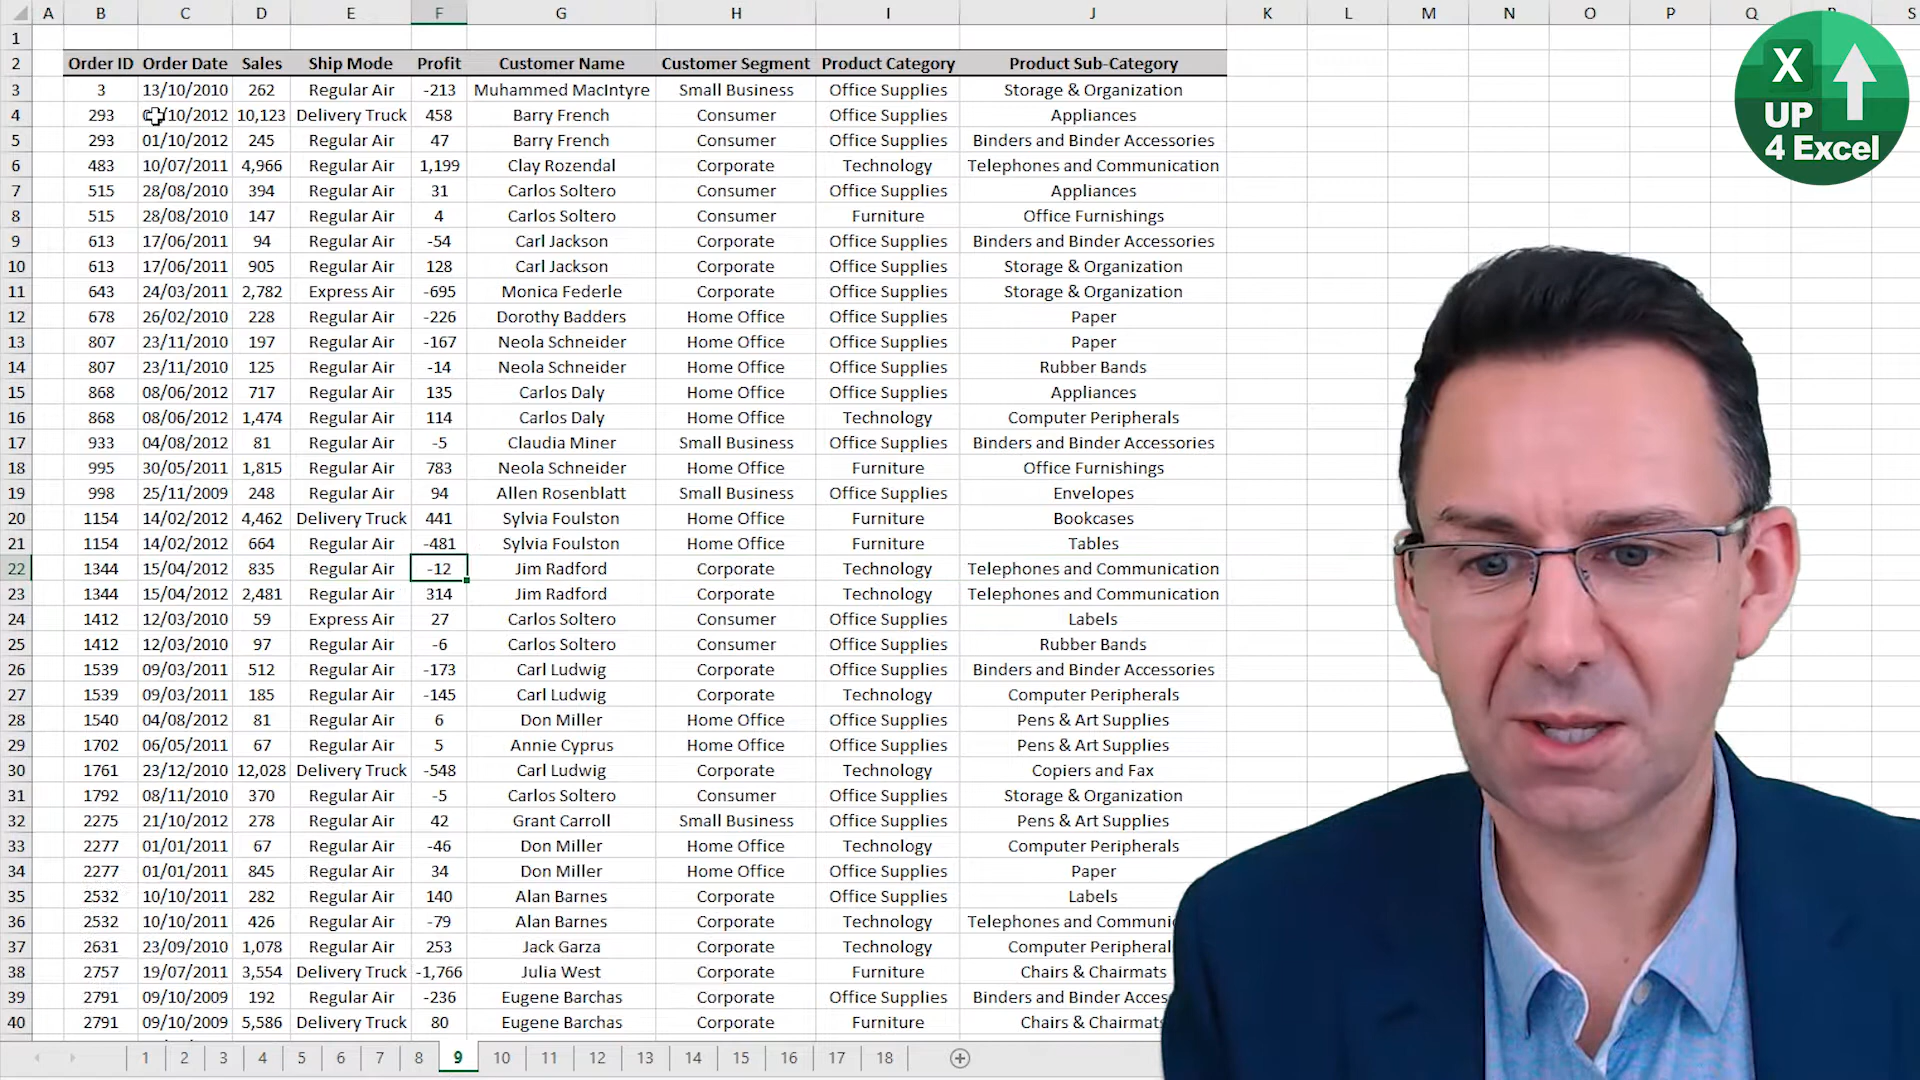 A B C D E F G H I J K L M N O P Q R S
1
2 Order ID Order Date Sales Ship Mode Profit Customer Name Customer Segment Product Category Product Sub-Category
3 3 13/10/2010 262 Regular Air -213 Muhammed MacIntyre Small Business Office Supplies Storage & Organization
4 293 /10/2012 10,123 Delivery Truck 458 Barry French Consumer Office Supplies Appliances
5 293 01/10/2012 245 Regular Air 47 Barry French Consumer Office Supplies Binders and Binder Accessories
6 483 10/07/2011 4,966 Regular Air 1,199 Clay Rozendal Corporate Technology Telephones and Communication
7 515 28/08/2010 394 Regular Air 31 Carlos Soltero Consumer Office Supplies Appliances
8 515 28/08/2010 147 Regular Air 4 Carlos Soltero Consumer Furniture Office Furnishings
9 613 17/06/2011 94 Regular Air -54 Carl Jackson Corporate Office Supplies Binders and Binder Accessories
10 613 17/06/2011 905 Regular Air 128 Carl Jackson Corporate Office Supplies Storage & Organization
11 643 24/03/2011 2,782 Express Air -695 Monica Federle Corporate Office Supplies Storage & Organization
12 678 26/02/2010 228 Regular Air -226 Dorothy Badders Home Office Office Supplies Paper
13 807 23/11/2010 197 Regular Air -167 Neola Schneider Home Office Office Supplies Paper
14 807 23/11/2010 125 Regular Air -14 Neola Schneider Home Office Office Supplies Rubber Bands
15 868 08/06/2012 717 Regular Air 135 Carlos Daly Home Office Office Supplies Appliances
16 868 08/06/2012 1,474 Regular Air 114 Carlos Daly Home Office Technology Computer Peripherals
17 933 04/08/2012 81 Regular Air -5 Claudia Miner Small Business Office Supplies Binders and Binder Accessories
18 995 30/05/2011 1,815 Regular Air 783 Neola Schneider Home Office Furniture Office Furnishings
19 998 25/11/2009 248 Regular Air 94 Allen Rosenblatt Small Business Office Supplies Envelopes
20 1154 14/02/2012 4,462 Delivery Truck 441 Sylvia Foulston Home Office Furniture Bookcases
21 1154 14/02/2012 664 Regular Air -481 Sylvia Foulston Home Office Furniture Tables
22 1344 15/04/2012 835 Regular Air -12 Jim Radford Corporate Technology Telephones and Communication
23 1344 15/04/2012 2,481 Regular Air 314 Jim Radford Corporate Technology Telephones and Communication
24 1412 12/03/2010 59 Express Air 27 Carlos Soltero Consumer Office Supplies Labels
25 1412 12/03/2010 97 Regular Air -6 Carlos Soltero Consumer Office Supplies Rubber Bands
26 1539 09/03/2011 512 Regular Air -173 Carl Ludwig Corporate Office Supplies Binders and Binder Accessories
27 1539 09/03/2011 185 Regular Air -145 Carl Ludwig Corporate Technology Computer Peripherals
28 1540 04/08/2012 81 Regular Air 6 Don Miller Home Office Office Supplies Pens & Art Supplies
29 1702 06/05/2011 67 Regular Air 5 Annie Cyprus Home Office Office Supplies Pens & Art Supplies
30 1761 23/12/2010 12,028 Delivery Truck -548 Carl Ludwig Corporate Technology Copiers and Fax
31 1792 08/11/2010 370 Regular Air -5 Carlos Soltero Consumer Office Supplies Storage & Organization
32 2275 21/10/2012 278 Regular Air 42 Grant Carroll Small Business Office Supplies Pens & Art Supplies
33 2277 01/01/2011 67 Regular Air -46 Don Miller Home Office Technology Computer Peripherals
34 2277 01/01/2011 845 Regular Air 34 Don Miller Home Office Office Supplies Paper
35 2532 10/10/2011 282 Regular Air 140 Alan Barnes Corporate Office Supplies Labels
36 2532 10/10/2011 426 Regular Air -79 Alan Barnes Corporate Technology Telephones and Communic
37 2631 23/09/2010 1,078 Regular Air 253 Jack Garza Corporate Technology Computer Peripheral
38 2757 19/07/2011 3,554 Delivery Truck -1,766 Julia West Corporate Furniture Chairs & Chairmats
39 2791 09/10/2009 192 Regular Air -236 Eugene Barchas Corporate Office Supplies Binders and Binder Acces
40 2791 09/10/2009 5,586 Delivery Truck 80 Eugene Barchas Corporate Furniture Chairs & Chairmat
1 2 3 4 5 6 7 8 9 10 11 12 13 14 15 16 17 18
X
UP
4 Excel